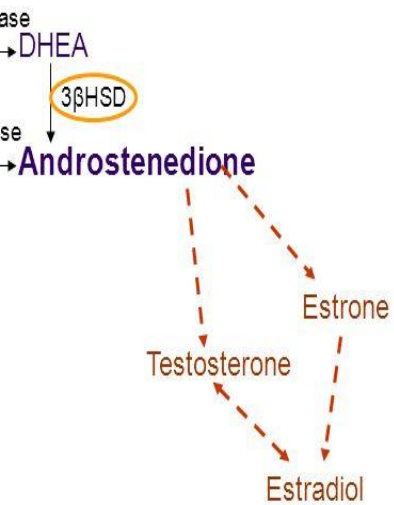 ase
DHEA
3βHSD
se
Androstenedione
Estrone
Testosterone
Estradiol